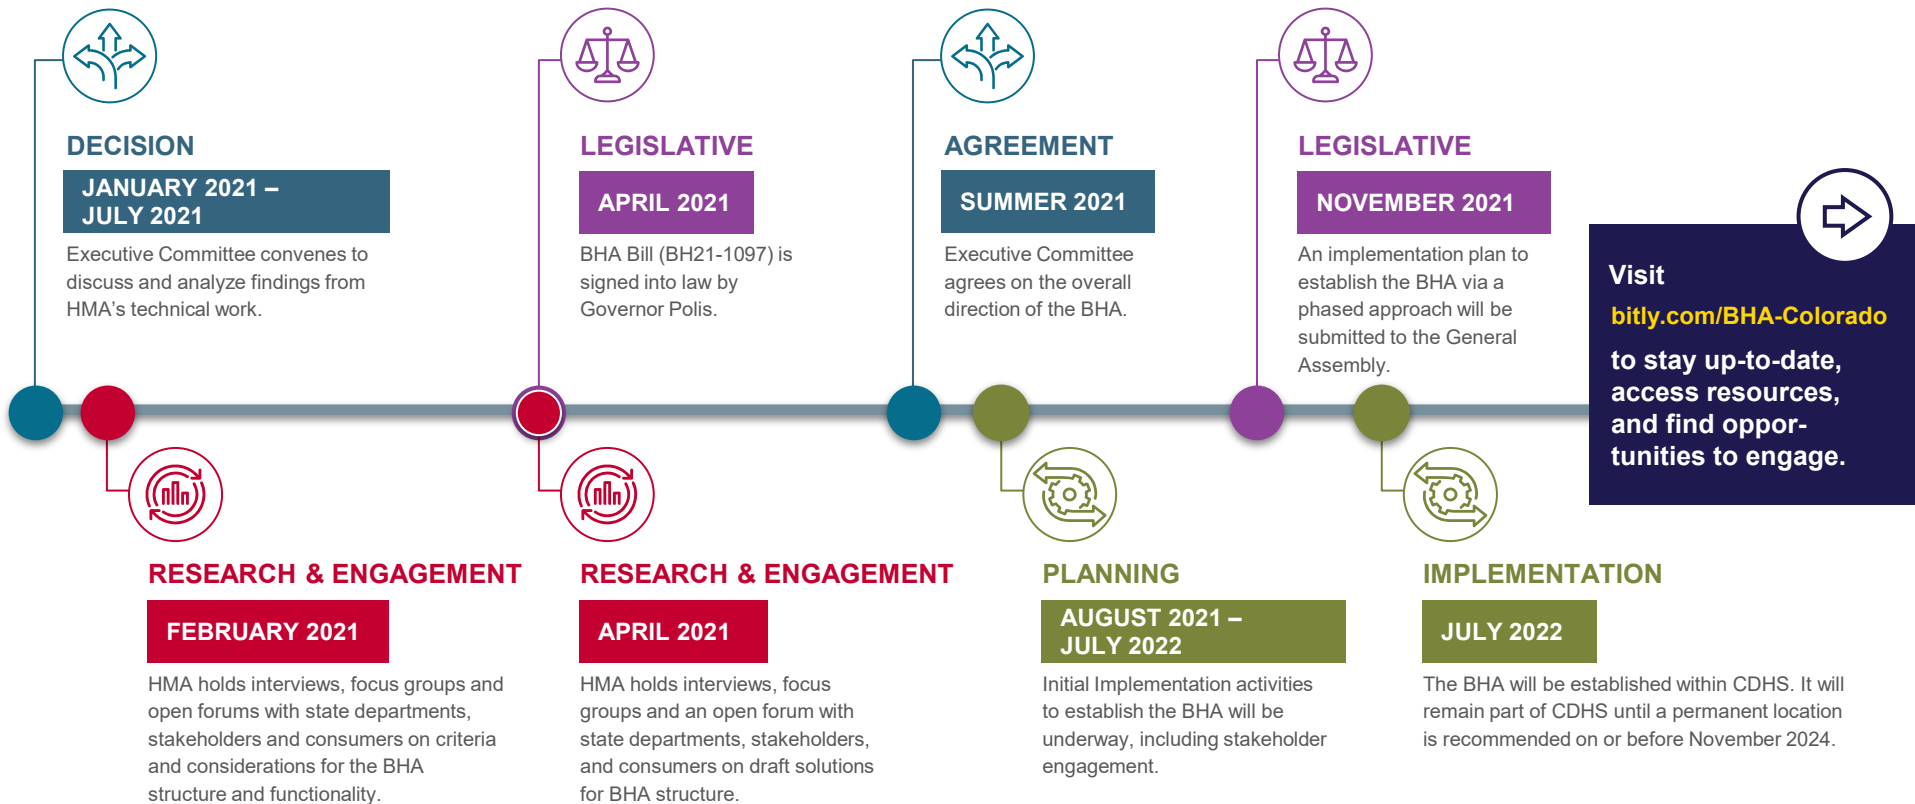 DECISION
JANUARY 2021 –
JULY 2021
Executive Committee convenes to
discuss and analyze findings from
HMA’s technical work.
LEGISLATIVE
APRIL 2021
BHA Bill (BH21-1097) is
signed into law by
Governor Polis.
AGREEMENT
SUMMER 2021
Executive Committee
agrees on the overall
direction of the BHA.
LEGISLATIVE
NOVEMBER 2021
An implementation plan to
establish the BHA via a
phased approach will be
submitted to the General
Assembly.
Visit
bitly.com/BHA-Colorado
to stay up-to-date,
access resources,
and find oppor-
tunities to engage.
RESEARCH & ENGAGEMENT
FEBRUARY 2021
HMA holds interviews, focus groups and
open forums with state departments,
stakeholders and consumers on criteria
and considerations for the BHA
structure and functionality.
RESEARCH & ENGAGEMENT
APRIL 2021
HMA holds interviews, focus
groups and an open forum with
state departments, stakeholders,
and consumers on draft solutions
for BHA structure.
PLANNING
AUGUST 2021 –
JULY 2022
Initial Implementation activities
to establish the BHA will be
underway, including stakeholder
engagement.
IMPLEMENTATION
JULY 2022
The BHA will be established within CDHS. It will
remain part of CDHS until a permanent location
is recommended on or before November 2024.